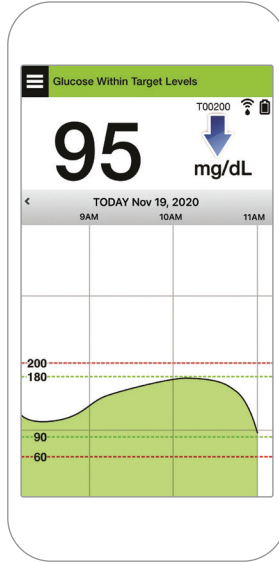 Glucose Within Target Levels
T00200
95
mg/dL
TODAY Nov 19, 2020
9AM 10AM 11AM
200
180
90
60